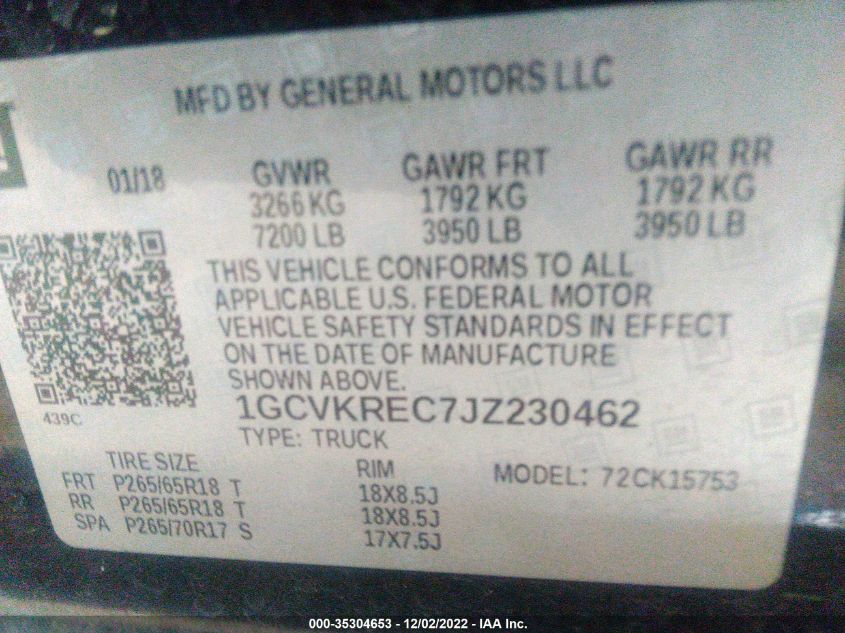 MFD BY GENERAL MOTORS LLC
01/18 GVWR GAWR FRT GAWR RR
3266 KG 1792 KG 1792 KG
7200 LB 3950 LB 3950 LB
THIS VEHICLE CONFORMS TO ALL
APPLICABLE U.S. FEDERAL MOTOR
VEHICLE SAFETY STANDARDS IN EFFECT
ON THE DATE OF MANUFACTURE
SHOWN ABOVE.
439C
1GCVKREC7JZ230462
TYPE: TRUCK
TIRE SIZE RIM MODEL: 72CK15753
FRT P265/65R18 T 18X8.5J
RR P265/65R18 T 18X8.5J
SPA P265/70R17 S 17X7.5J
000-35304653 - 12/02/2022 - IAA Inc.